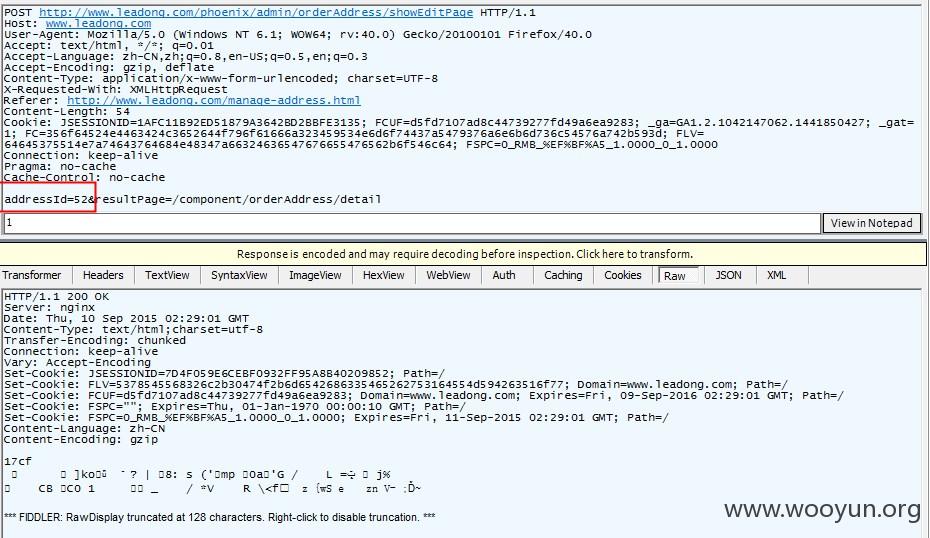 POST http://www.leadong.com/phoenix/admin/orderAddress/showEditPage HTTP/1.1
Host: www.leadong.com
User-Agent: Mozilla/5.0 (Windows NT 6.1; WOW64; rv:40.0) Gecko/20100101 Firefox/40.0
Accept: text/html, */*; q=0.01
Accept-Language: zh-CN,zh;q=0.8,en-US;q=0.5,en;q=0.3
Accept-Encoding: gzip, deflate
Content-Type: application/x-www-form-urlencoded; charset=UTF-8
X-Requested-With: XMLHttpRequest
Referer: http://www.leadong.com/manage-address.html
Content-Length: 54
Cookie: JSESSIONID=1AFC11B92ED51879A3642BD2BBFE3135; FCUF=d5fd7107ad8c44739277fd49a6ea9283; _ga=GA1.2.1042147062.1441850427; _gat=
1; FC=356f64524e4463424c3652644f796f61666a323459534e6d6f74437a5479376a6e6b6d736c54576a742b593d; FLV=
64645375514e7a74643764684e48347a66324636547676655476562b6f546c64; FSPC=0_RMB_%EF%BF%A5_1.0000_0_1.0000
Connection: keep-alive
Pragma: no-cache
Cache-Control: no-cache
addressId=52&resultPage=/component/orderAddress/detail
1
View in Notepad
Response is encoded and may require decoding before inspection. Click here to transform.
Transformer Headers TextView SyntaxView ImageView HexView WebView Auth Caching Cookies Raw JSON XML
HTTP/1.1 200 OK
Server: nginx
Date: Thu, 10 Sep 2015 02:29:01 GMT
Content-Type: text/html;charset=utf-8
Transfer-Encoding: chunked
Connection: keep-alive
Vary: Accept-Encoding
Set-Cookie: JSESSIONID=7D4F059E6CEBF0932FF95A8B40209852; Path=/
Set-Cookie: FLV=5378545568326c2b30474f2b6d654268633546526275316455​4d594263516f77; Domain=www.leadong.com; Path=/
Set-Cookie: FCUF=d5fd7107ad8c44739277fd49a6ea9283; Domain=www.leadong.com; Expires=Fri, 09-Sep-2016 02:29:01 GMT; Path=/
Set-Cookie: FSPC=""; Expires=Thu, 01-Jan-1970 00:00:10 GMT; Path=/
Set-Cookie: FSPC=0_RMB_%EF%BF%A5_1.0000_0_1.0000; Expires=Fri, 11-Sep-2015 02:29:01 GMT; Path=/
Content-Language: zh-CN
Content-Encoding: gzip
17cf
*** FIDDLER: RawDisplay truncated at 128 characters. Right-click to disable truncation. ***
www.wooyun.org